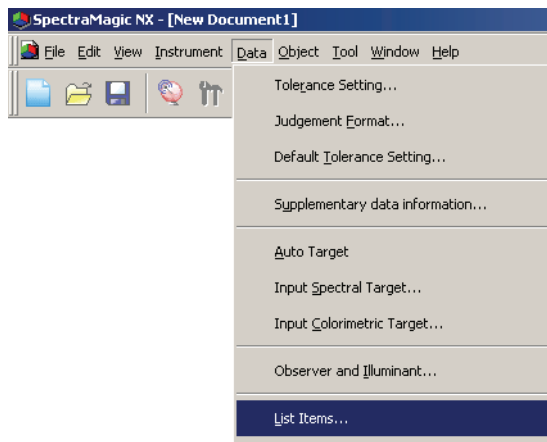 SpectraMagic NX - [New Document1]
File Edit View Instrument Data Object Tool Window Help
Tolerance Setting...
Judgement Format...
Default Tolerance Setting...
Supplementary data information...
Auto Target
Input Spectral Target...
Input Colorimetric Target...
Observer and Illuminant...
List Items...